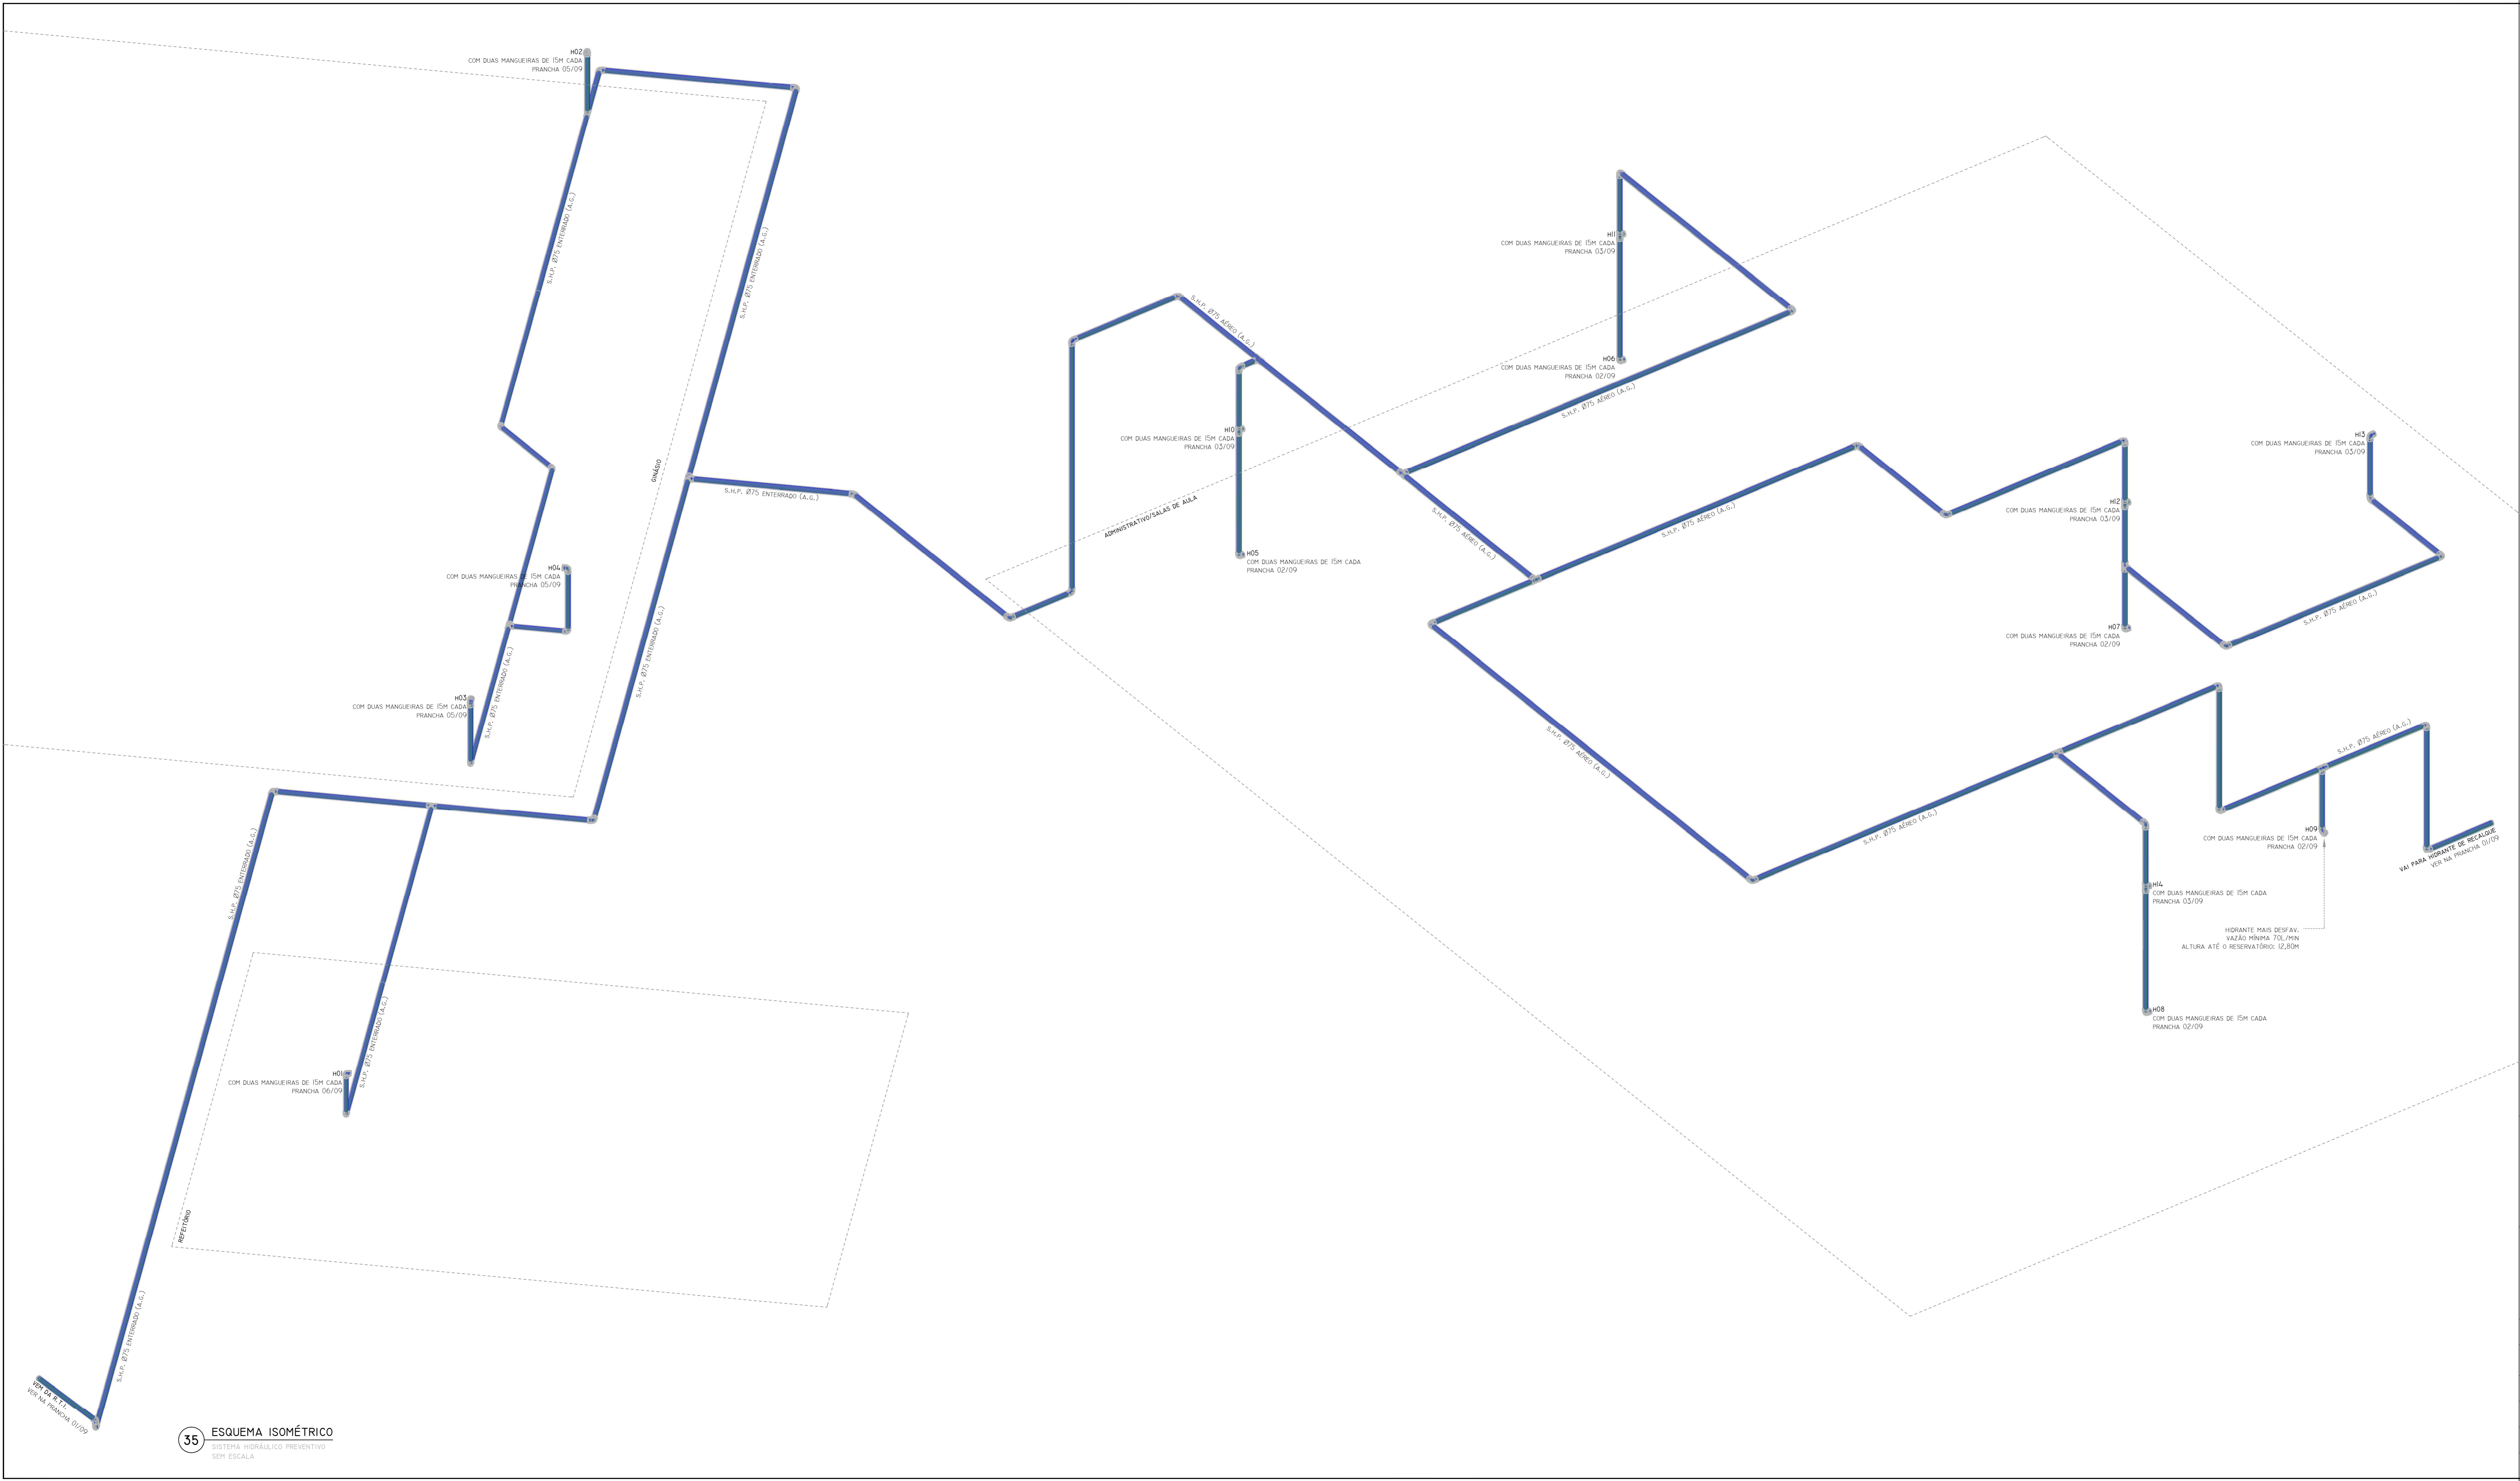 H02
COM DUAS MANGUEIRAS DE 15M CADA
PRANCHA 05/09
S.H.P. Ø75 ENTERRADO (A.G.)
S.H.P. Ø75 ENTERRADO (A.G.)
GINÁSIO
H04
COM DUAS MANGUEIRAS DE 15M CADA
PRANCHA 05/09
H03
COM DUAS MANGUEIRAS DE 15M CADA
PRANCHA 05/09
S.H.P. Ø75 ENTERRADO (A.G.)
S.H.P. Ø75 ENTERRADO (A.G.)
S.H.P. Ø75 ENTERRADO (A.G.)
S.H.P. Ø75 ENTERRADO (A.G.)
H01
COM DUAS MANGUEIRAS DE 15M CADA
PRANCHA 06/09
S.H.P. Ø75 ENTERRADO (A.G.)
REFEITÓRIO
S.H.P. Ø75 ENTERRADO (A.G.)
VEM DA R.T.I.
VER NA PRANCHA 01/09
S.H.P. Ø75 AÉREO (A.G.)
H10
COM DUAS MANGUEIRAS DE 15M CADA
PRANCHA 03/09
ADMINISTRATIVO/SALAS DE AULA
H05
COM DUAS MANGUEIRAS DE 15M CADA
PRANCHA 02/09
H11
COM DUAS MANGUEIRAS DE 15M CADA
PRANCHA 03/09
H06
COM DUAS MANGUEIRAS DE 15M CADA
PRANCHA 02/09
S.H.P. Ø75 AÉREO (A.G.)
S.H.P. Ø75 AÉREO (A.G.)
S.H.P. Ø75 AÉREO (A.G.)
H12
COM DUAS MANGUEIRAS DE 15M CADA
PRANCHA 03/09
H13
COM DUAS MANGUEIRAS DE 15M CADA
PRANCHA 03/09
H07
COM DUAS MANGUEIRAS DE 15M CADA
PRANCHA 02/09
S.H.P. Ø75 AÉREO (A.G.)
S.H.P. Ø75 AÉREO (A.G.)
S.H.P. Ø75 AÉREO (A.G.)
S.H.P. Ø75 AÉREO (A.G.)
H09
COM DUAS MANGUEIRAS DE 15M CADA
PRANCHA 02/09
VAI PARA HIDRANTE DE RECALQUE
VER NA PRANCHA 01/09
H14
COM DUAS MANGUEIRAS DE 15M CADA
PRANCHA 03/09
HIDRANTE MAIS DESFAV.
VAZÃO MÍNIMA 70L/MIN
ALTURA ATÉ O RESERVATÓRIO: 12,80M
H08
COM DUAS MANGUEIRAS DE 15M CADA
PRANCHA 02/09
35
ESQUEMA ISOMÉTRICO
SISTEMA HIDRÁULICO PREVENTIVO
SEM ESCALA